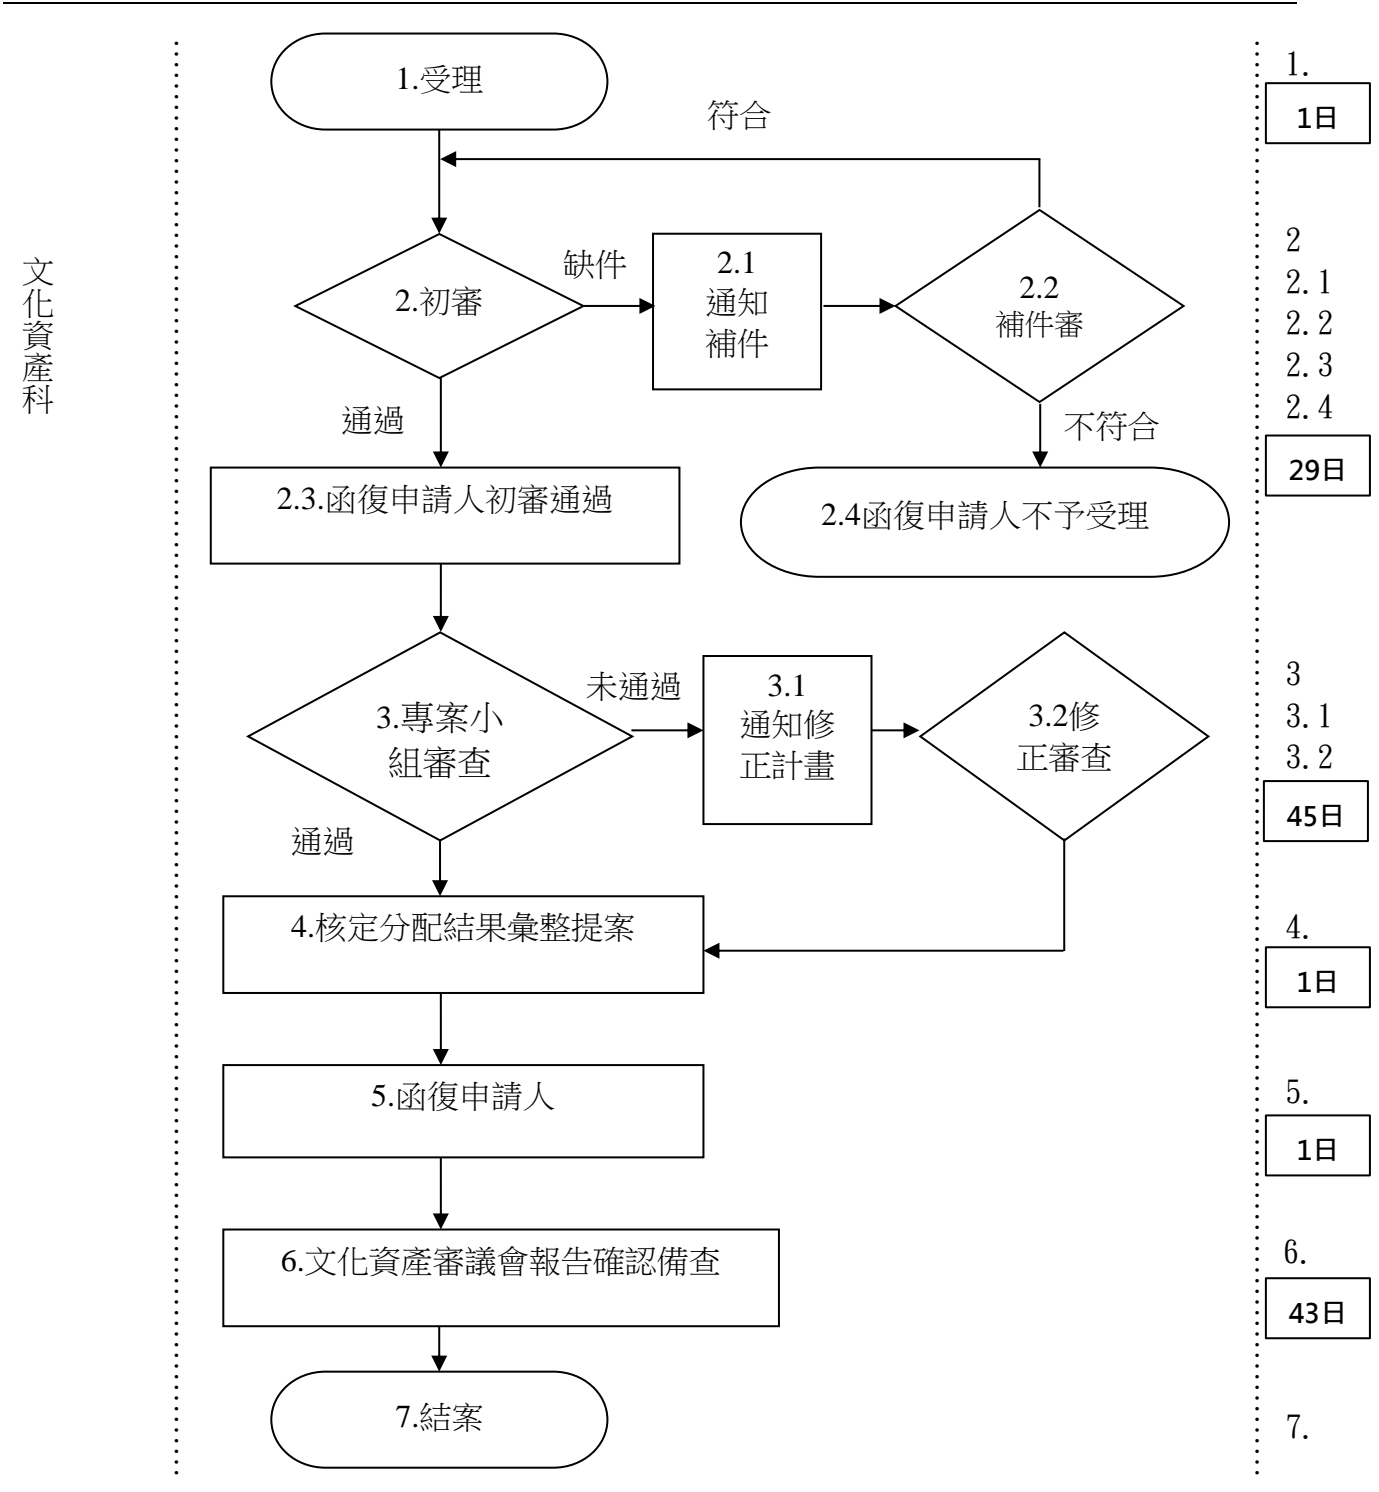 文化資產科
1.受理
符合
2.初審
缺件
2.1
通知
補件
2.2
補件審
通過
不符合
2.3.函復申請人初審通過
2.4函復申請人不予受理
3.專案小
組審查
未通過
3.1
通知修
正計畫
3.2修
正審查
通過
4.核定分配結果彙整提案
5.函復申請人
6.文化資產審議會報告確認備查
7.結案
1.
1日
2
2.1
2.2
2.3
2.4
29日
3
3.1
3.2
45日
4.
1日
5.
1日
6.
43日
7.